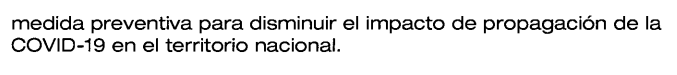 medida preventiva para disminuir el impacto de propagación de la
COVID-19 en el territorio nacional.